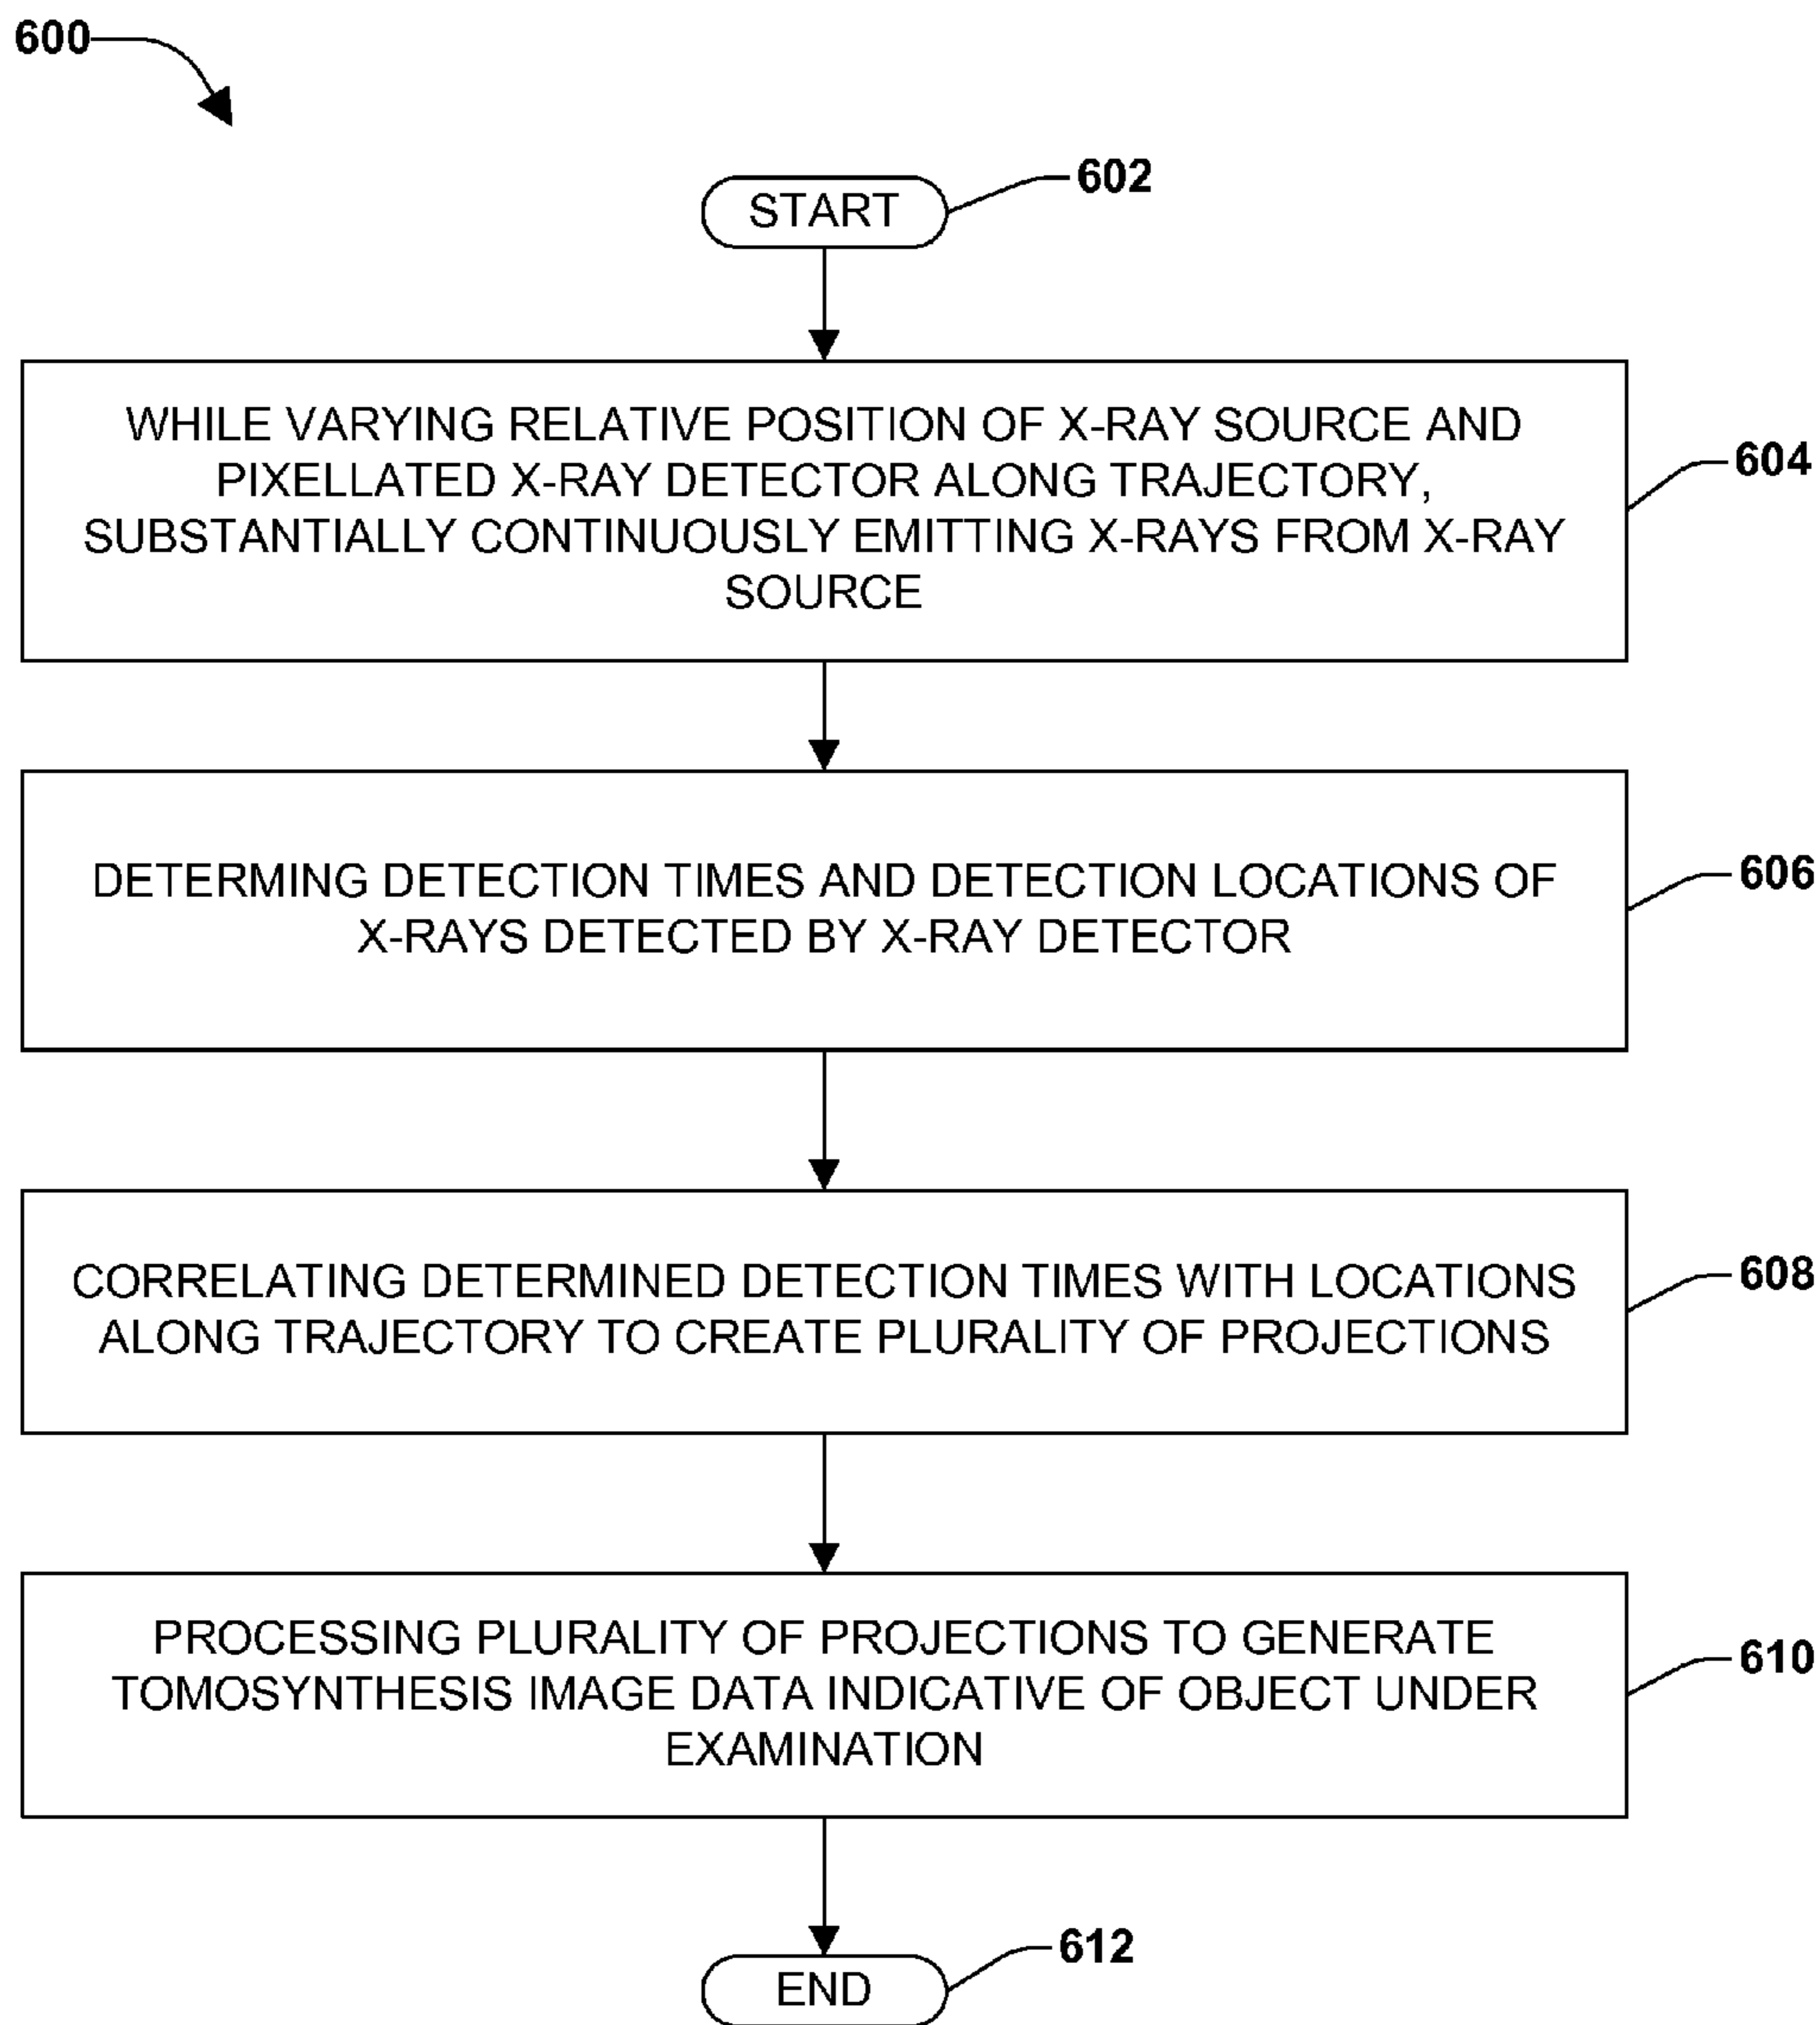 600
602
START
WHILE VARYING RELATIVE POSITION OF X-RAY SOURCE AND
PIXELLATED X-RAY DETECTOR ALONG TRAJECTORY,
SUBSTANTIALLY CONTINUOUSLY EMITTING X-RAYS FROM X-RAY
SOURCE
604
DETERMING DETECTION TIMES AND DETECTION LOCATIONS OF
X-RAYS DETECTED BY X-RAY DETECTOR
606
CORRELATING DETERMINED DETECTION TIMES WITH LOCATIONS
ALONG TRAJECTORY TO CREATE PLURALITY OF PROJECTIONS
608
PROCESSING PLURALITY OF PROJECTIONS TO GENERATE
TOMOSYNTHESIS IMAGE DATA INDICATIVE OF OBJECT UNDER
EXAMINATION
610
612
END